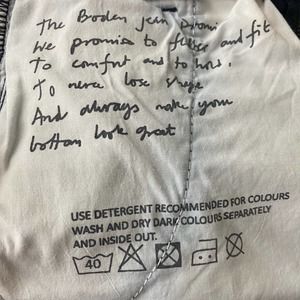 The Boden jean promi
We promise to flatter and fit
To comfort and to hold.
To never lose shape
And always make your
bottom look great
USE DETERGENT RECOMMENDED FOR COLOURS
WASH AND DRY DARK COLOURS SEPARATELY
AND INSIDE OUT.
40